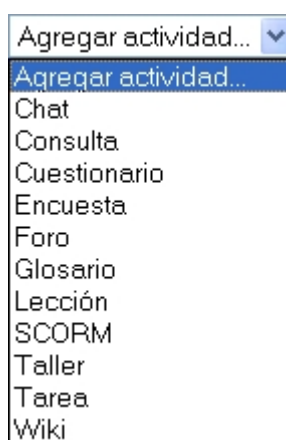 Agregar actividad...
Agregar actividad...
Chat
Consulta
Cuestionario
Encuesta
Foro
Glosario
Lección
SCORM
Taller
Tarea
Wiki